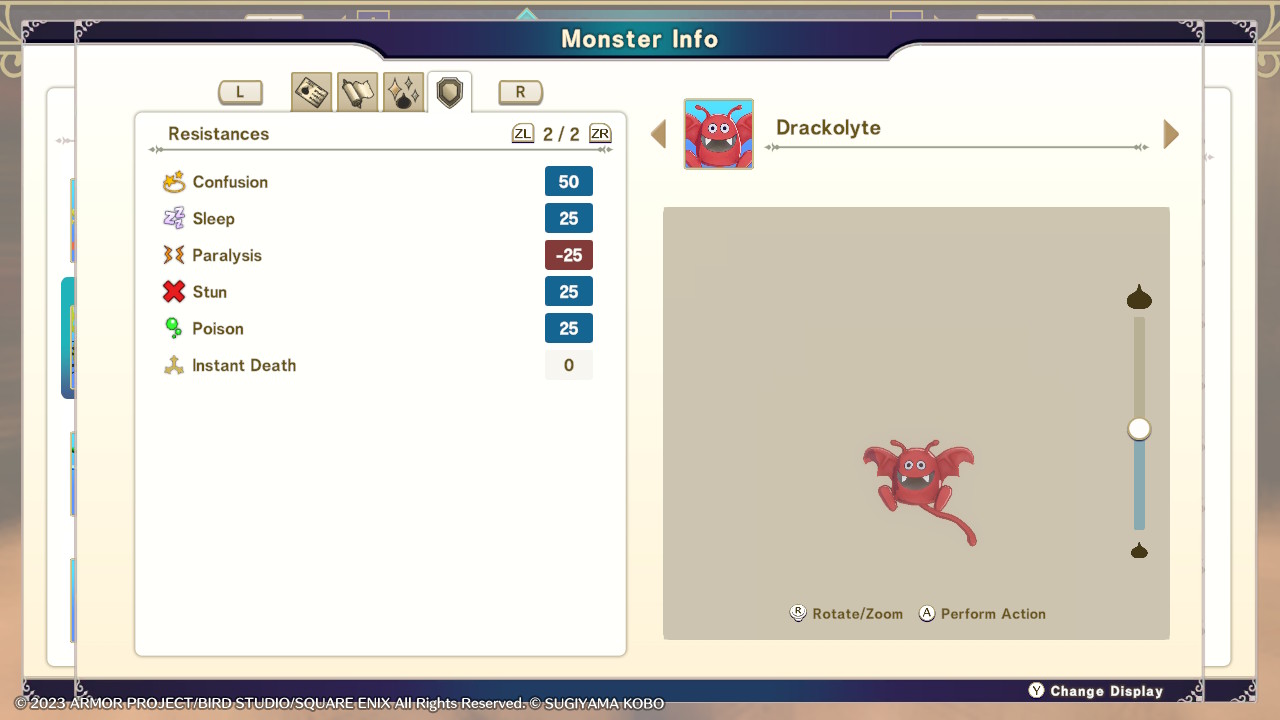 Monster Info
L
R
Resistances ZL 2 / 2 ZR
Confusion 50
Sleep 25
Paralysis -25
Stun 25
Poison 25
Instant Death 0
Drackolyte
R Rotate/Zoom A Perform Action
Y Change Display
© 2023 ARMOR PROJECT/BIRD STUDIO/SQUARE ENIX All Rights Reserved. © SUGIYAMA KOBO